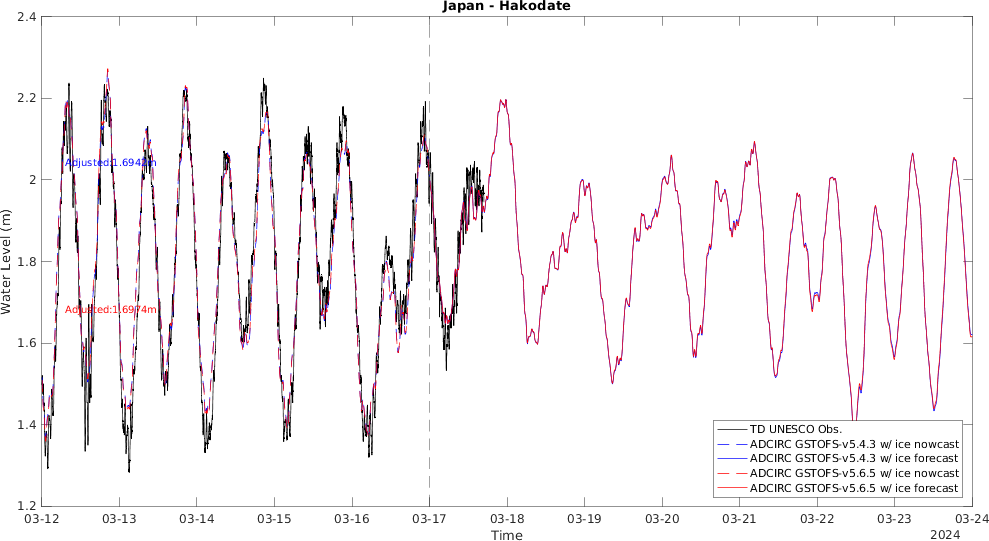 Japan - Hakodate
2.4
2.2
2
1.8
1.6
1.4
1.2
Water Level (m)
Adjusted:1.6942m
Adjusted:1.6974m
TD UNESCO Obs.
ADCIRC GSTOFS-v5.4.3 w/ ice nowcast
ADCIRC GSTOFS-v5.4.3 w/ ice forecast
ADCIRC GSTOFS-v5.6.5 w/ ice nowcast
ADCIRC GSTOFS-v5.6.5 w/ ice forecast
03-12 03-13 03-14 03-15 03-16 03-17 03-18 03-19 03-20 03-21 03-22 03-23 03-24
Time
2024